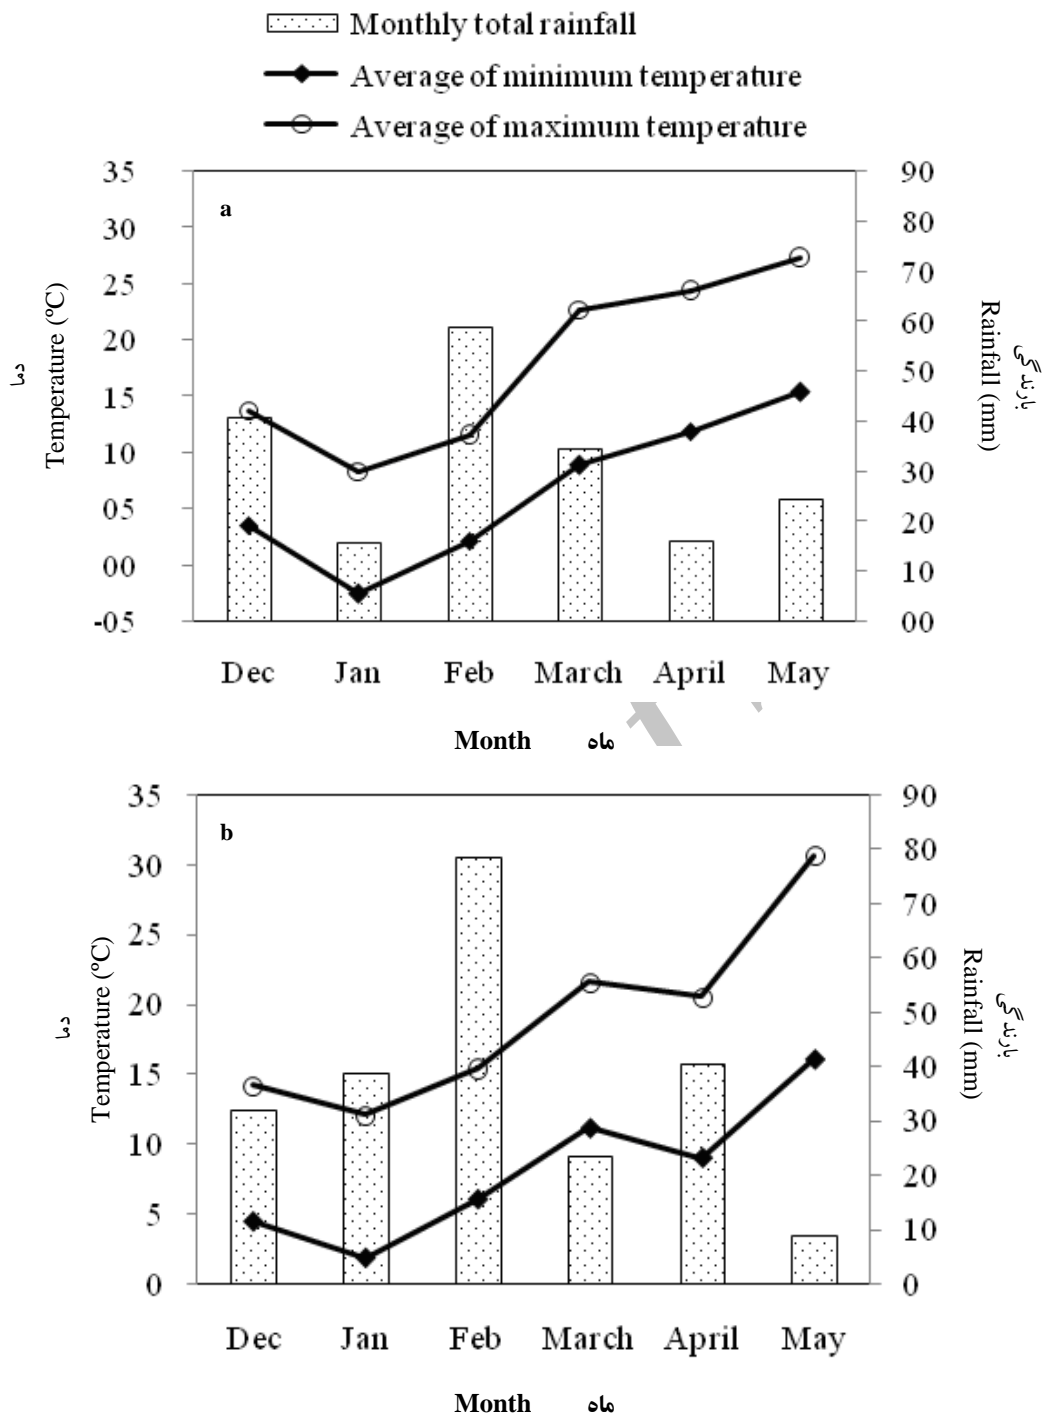 Monthly total rainfall
Average of minimum temperature
Average of maximum temperature
a
35
30
25
20
15
10
05
00
-05
دما
Temperature (ºC)
90
80
70
60
50
40
30
20
10
00
بارندگی
Rainfall (mm)
Dec Jan Feb March April May
Month ماه
b
35
30
25
20
15
10
5
0
دما
Temperature (ºC)
90
80
70
60
50
40
30
20
10
0
بارندگی
Rainfall (mm)
Dec Jan Feb March April May
Month ماه